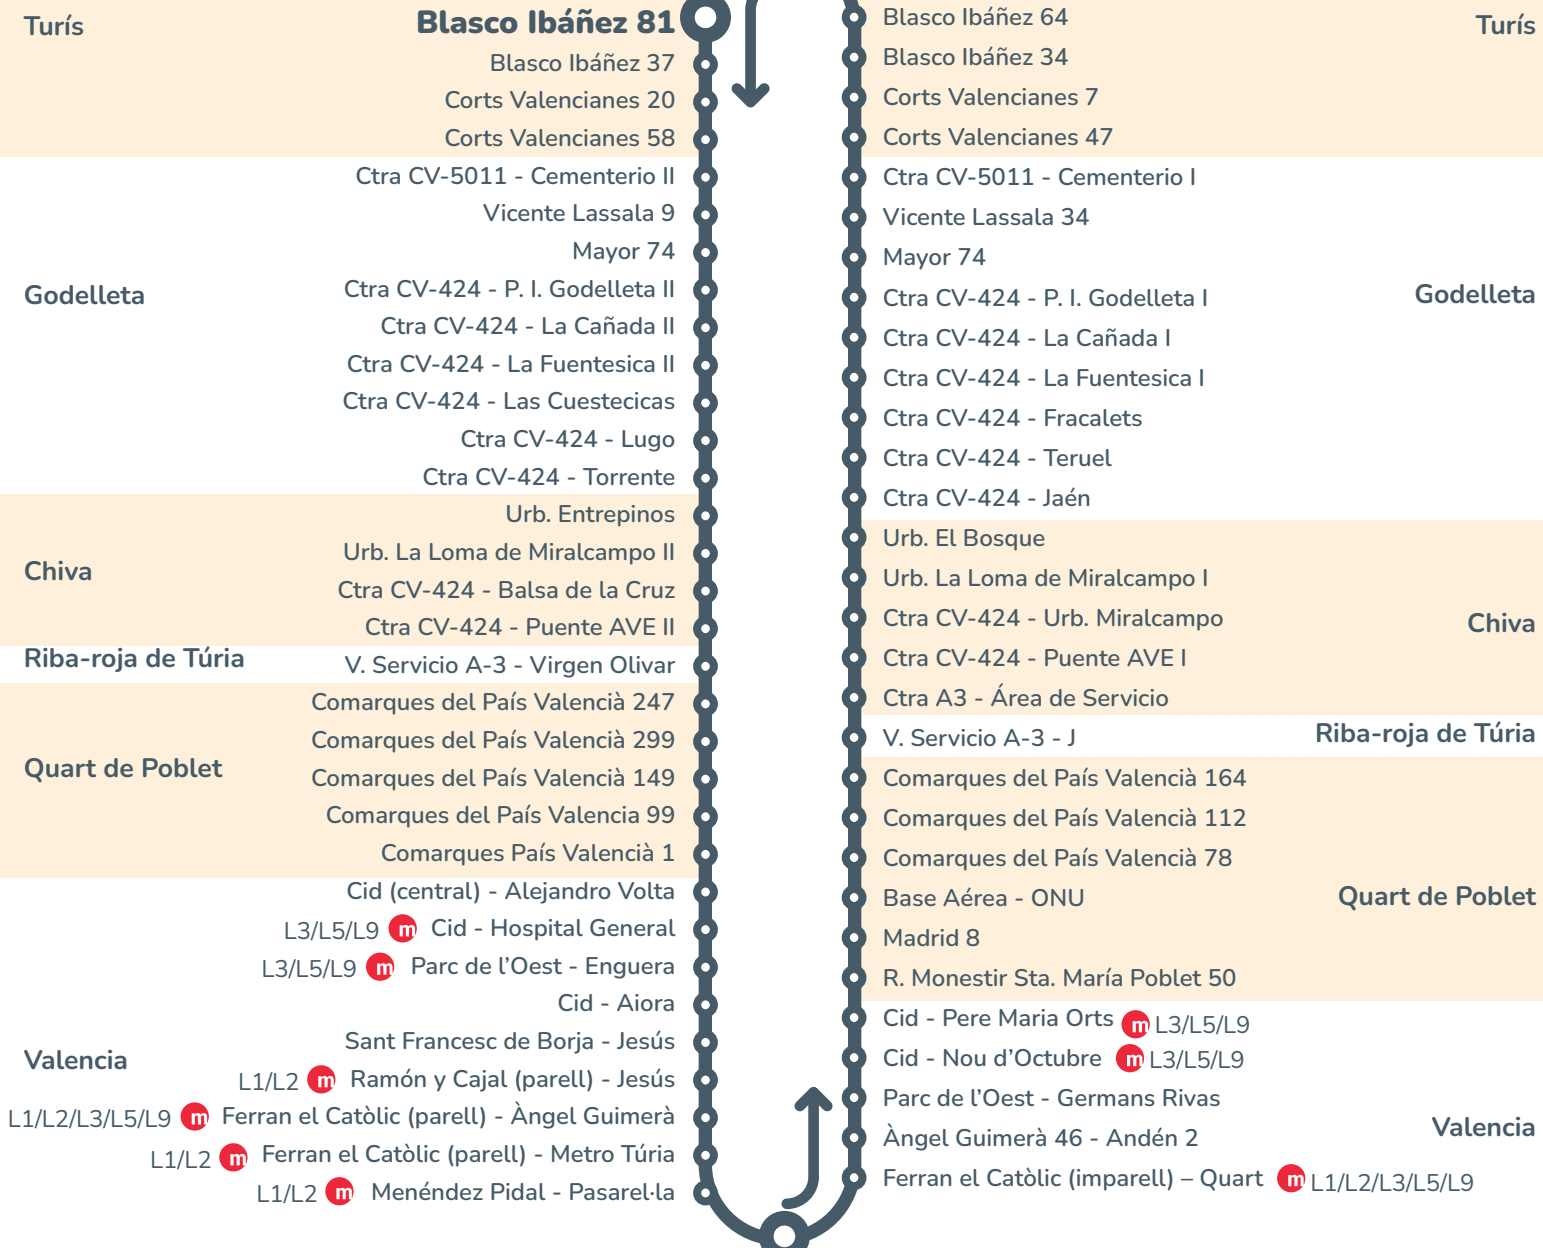 Turís
Blasco Ibáñez 81
Blasco Ibáñez 37
Corts Valencianes 20
Corts Valencianes 58
Ctra CV-5011 - Cementerio II
Vicente Lassala 9
Mayor 74
Godelleta
Ctra CV-424 - P. I. Godelleta II
Ctra CV-424 - La Cañada II
Ctra CV-424 - La Fuentesica II
Ctra CV-424 - Las Cuestecicas
Ctra CV-424 - Lugo
Ctra CV-424 - Torrente
Urb. Entrepinos
Urb. La Loma de Miralcampo II
Chiva
Ctra CV-424 - Balsa de la Cruz
Ctra CV-424 - Puente AVE II
Riba-roja de Túria
V. Servicio A-3 - Virgen Olivar
Comarques del País Valencià 247
Comarques del País Valencià 299
Quart de Poblet
Comarques del País Valencià 149
Comarques del País Valencia 99
Comarques País Valencià 1
Cid (central) - Alejandro Volta
L3/L5/L9 m Cid - Hospital General
L3/L5/L9 m Parc de l’Oest - Enguera
Cid - Aiora
Sant Francesc de Borja - Jesús
Valencia
L1/L2 m Ramón y Cajal (parell) - Jesús
L1/L2/L3/L5/L9 m Ferran el Catòlic (parell) - Àngel Guimerà
L1/L2 m Ferran el Catòlic (parell) - Metro Túria
L1/L2 m Menéndez Pidal - Pasarel·la
Blasco Ibáñez 64
Turís
Blasco Ibáñez 34
Corts Valencianes 7
Corts Valencianes 47
Ctra CV-5011 - Cementerio I
Vicente Lassala 34
Mayor 74
Godelleta
Ctra CV-424 - P. I. Godelleta I
Ctra CV-424 - La Cañada I
Ctra CV-424 - La Fuentesica I
Ctra CV-424 - Fracalets
Ctra CV-424 - Teruel
Ctra CV-424 - Jaén
Urb. El Bosque
Urb. La Loma de Miralcampo I
Ctra CV-424 - Urb. Miralcampo
Chiva
Ctra CV-424 - Puente AVE I
Ctra A3 - Área de Servicio
V. Servicio A-3 - J
Riba-roja de Túria
Comarques del País Valencià 164
Comarques del País Valencià 112
Comarques del País Valencià 78
Base Aérea - ONU
Quart de Poblet
Madrid 8
R. Monestir Sta. María Poblet 50
Cid - Pere Maria Orts m L3/L5/L9
Cid - Nou d’Octubre m L3/L5/L9
Parc de l’Oest - Germans Rivas
Valencia
Àngel Guimerà 46 - Andén 2
Ferran el Catòlic (imparell) – Quart m L1/L2/L3/L5/L9